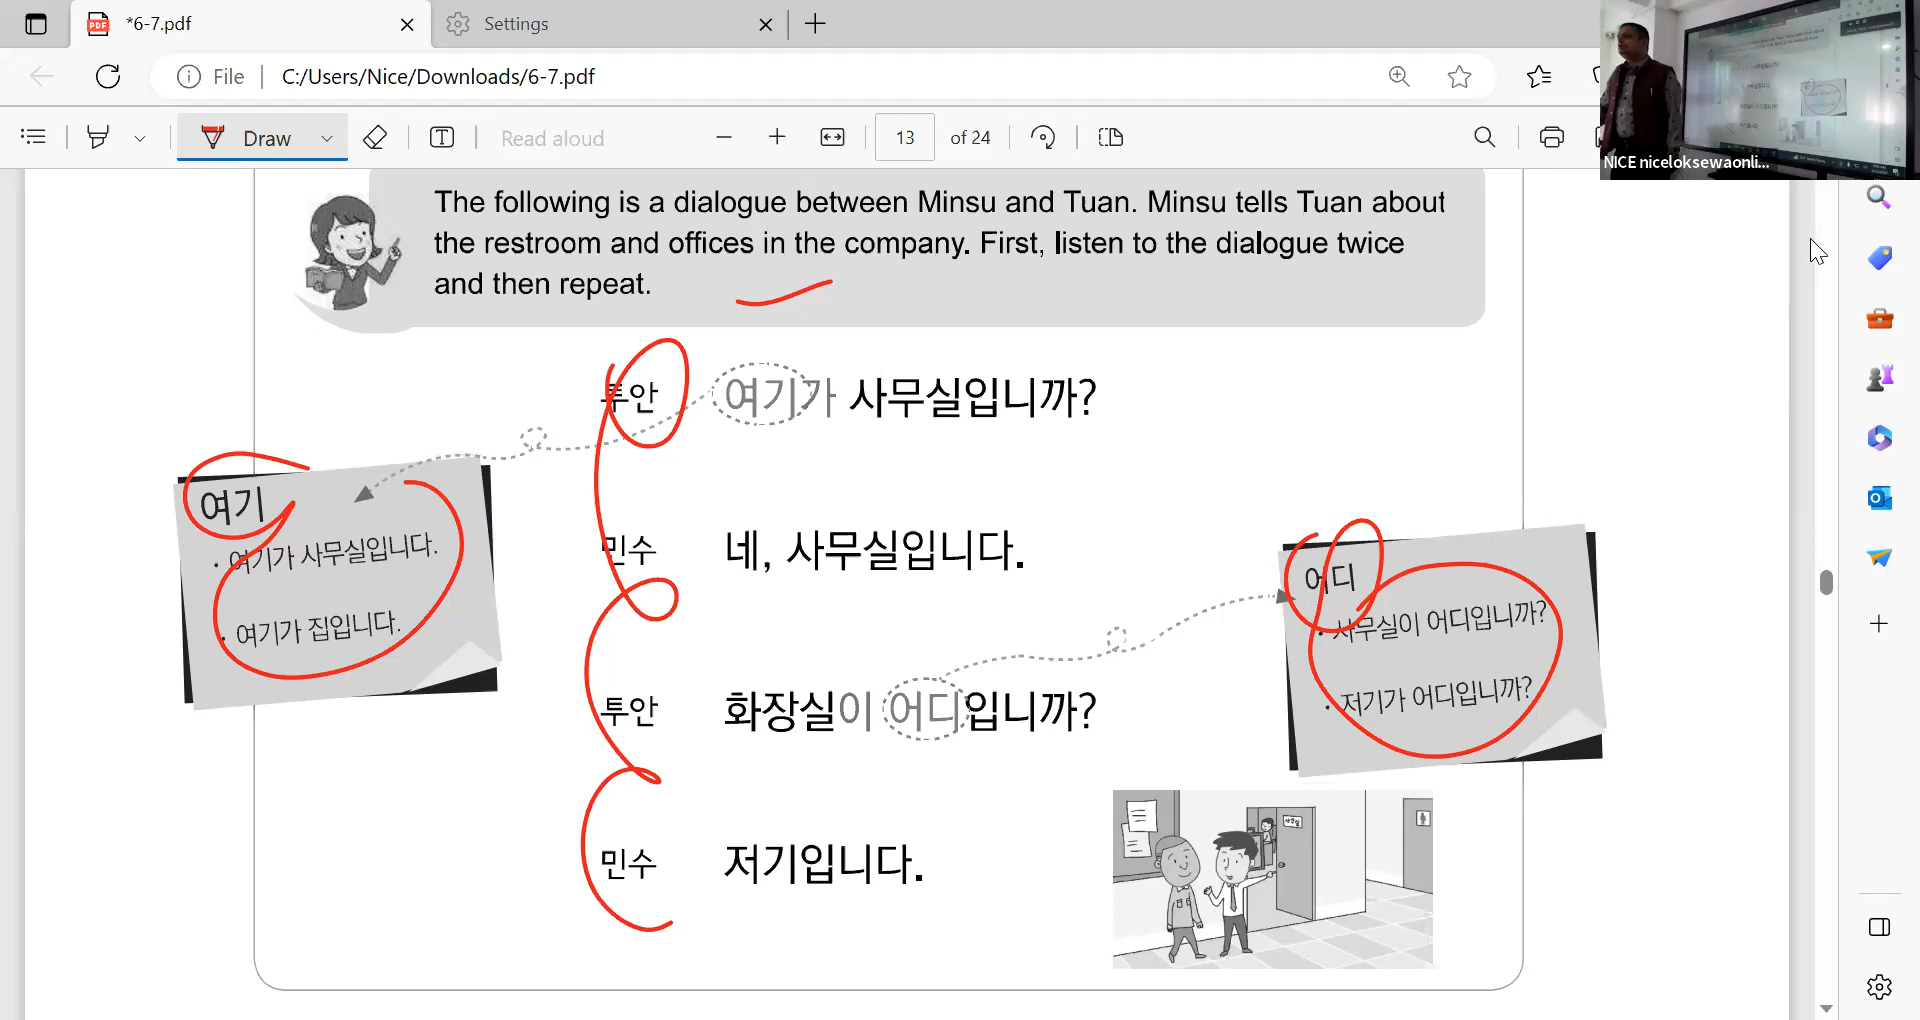 *6-7.pdf
Settings
File
C:/Users/Nice/Downloads/6-7.pdf
Draw
Read aloud
13
of 24
NICE niceloksewaonli...
The following is a dialogue between Minsu and Tuan. Minsu tells Tuan about
the restroom and offices in the company. First, listen to the dialogue twice
and then repeat.
투안 여기가 사무실입니까?
여기
· 여기가 사무실입니다.
· 여기가 집입니다.
민수 네, 사무실입니다.
어디
· 사무실이 어디입니까?
· 저기가 어디입니까?
투안 화장실이 어디입니까?
민수 저기입니다.
사무실